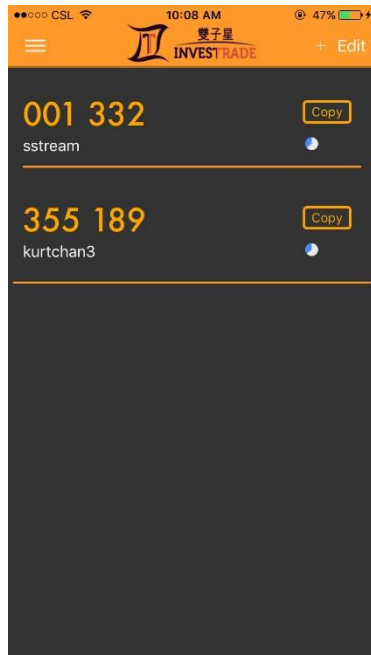 CSL 10:08 AM 47%
雙子星
INVESTRADE
+ Edit
001 332
Copy
sstream
355 189
Copy
kurtchan3